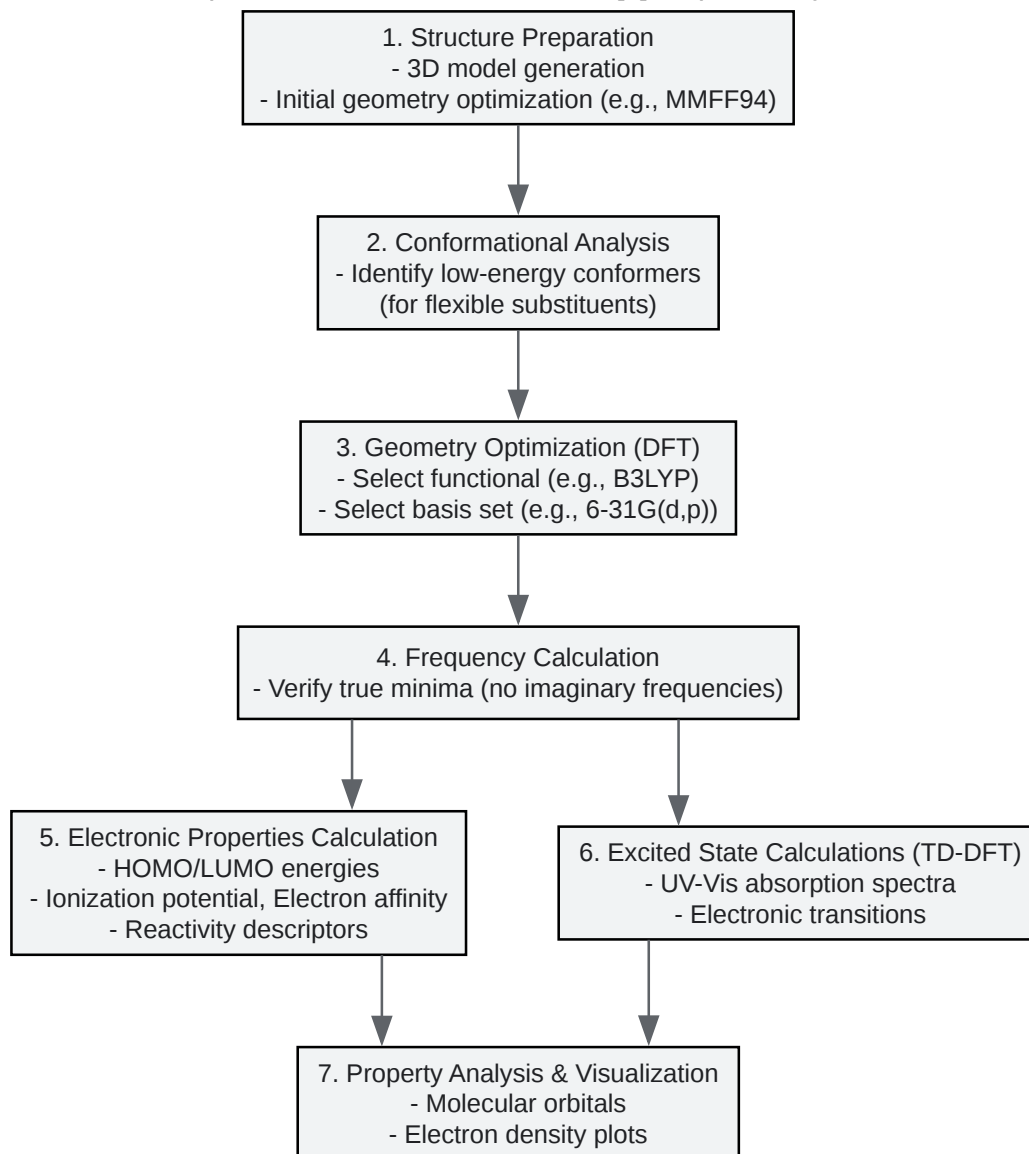 1. Structure Preparation
- 3D model generation
- Initial geometry optimization (e.g., MMFF94)
2. Conformational Analysis
- Identify low-energy conformers
(for flexible substituents)
3. Geometry Optimization (DFT)
- Select functional (e.g., B3LYP)
- Select basis set (e.g., 6-31G(d,p))
4. Frequency Calculation
- Verify true minima (no imaginary frequencies)
5. Electronic Properties Calculation
- HOMO/LUMO energies
- Ionization potential, Electron affinity
- Reactivity descriptors
6. Excited State Calculations (TD-DFT)
- UV-Vis absorption spectra
- Electronic transitions
7. Property Analysis & Visualization
- Molecular orbitals
- Electron density plots